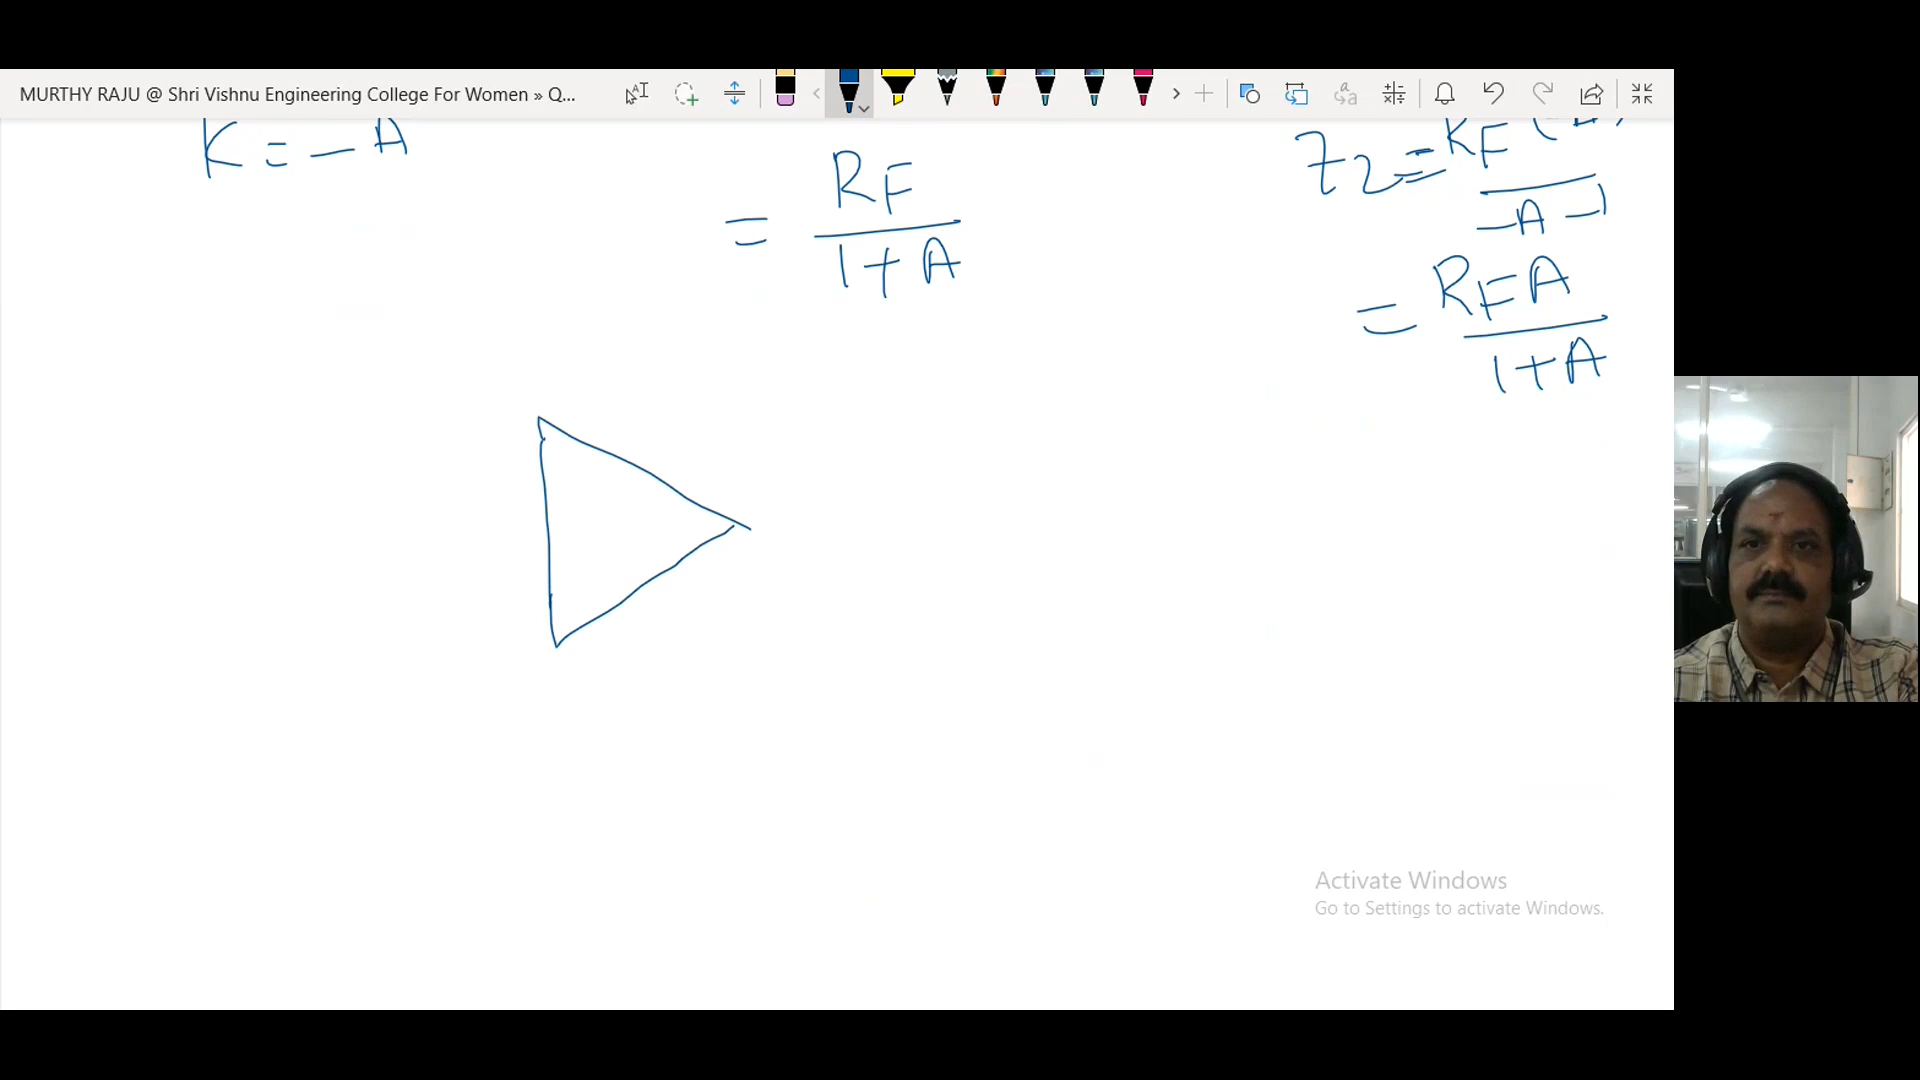 MURTHY RAJU @ Shri Vishnu Engineering College For Women » Q...
K = - A
= RF / 1+A
Z2 = RF (-A) / -A-1
= RFA / 1+A
Activate Windows
Go to Settings to activate Windows.